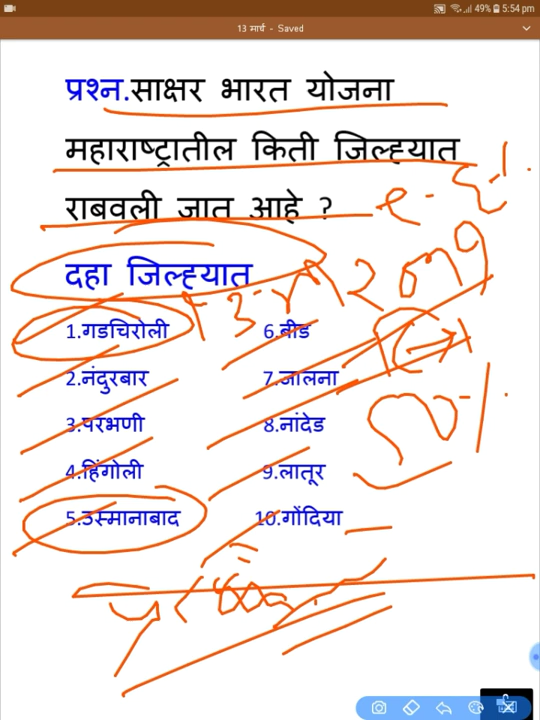 49% 5:54 pm
13 मार्च - Saved
प्रश्न.साक्षर भारत योजना
महाराष्ट्रातील किती जिल्ह्यात
राबवली जात आहे ?
दहा जिल्ह्यात
1.गडचिरोली
2.नंदुरबार
3.परभणी
4.हिंगोली
5.उस्मानाबाद
6.बीड
7.जालना
8.नांदेड
9.लातूर
10.गोंदिया